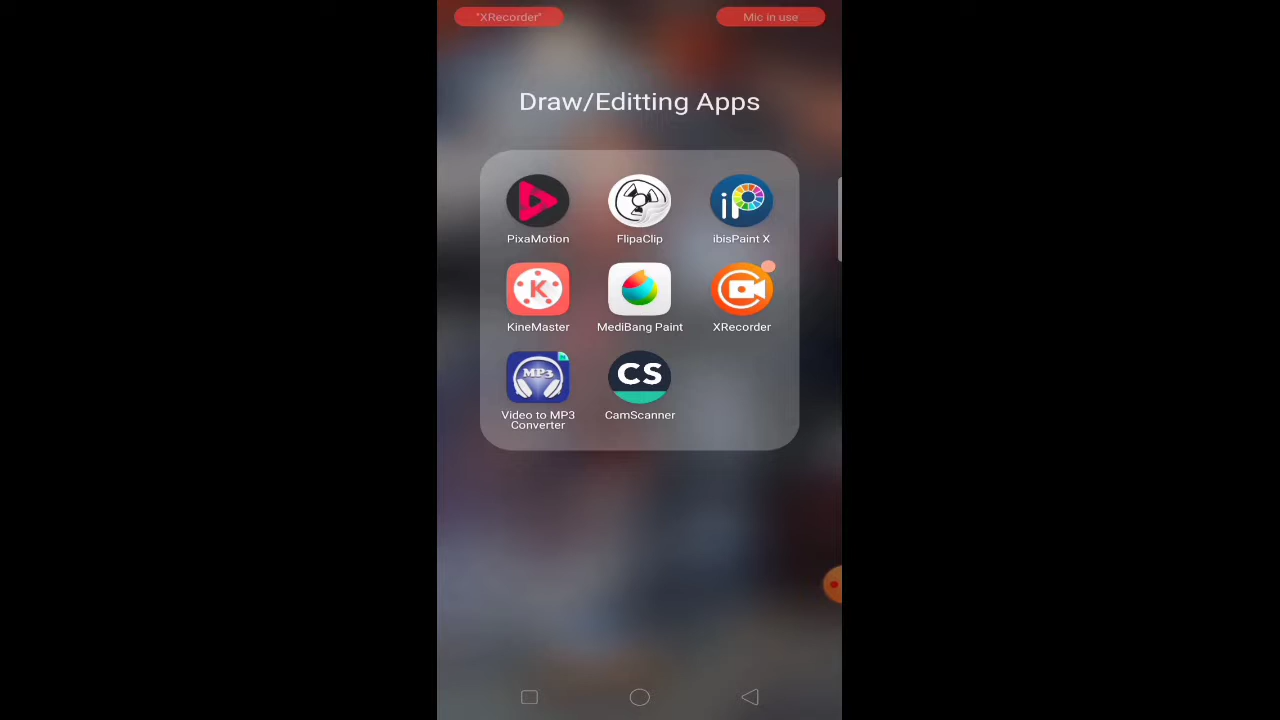 "XRecorder" Mic in use
Draw/Editting Apps
iP
PixaMotion FlipaClip ibisPaint X
K
KineMaster MediBang Paint XRecorder
MP3 CS
Video to MP3 CamScanner
Converter